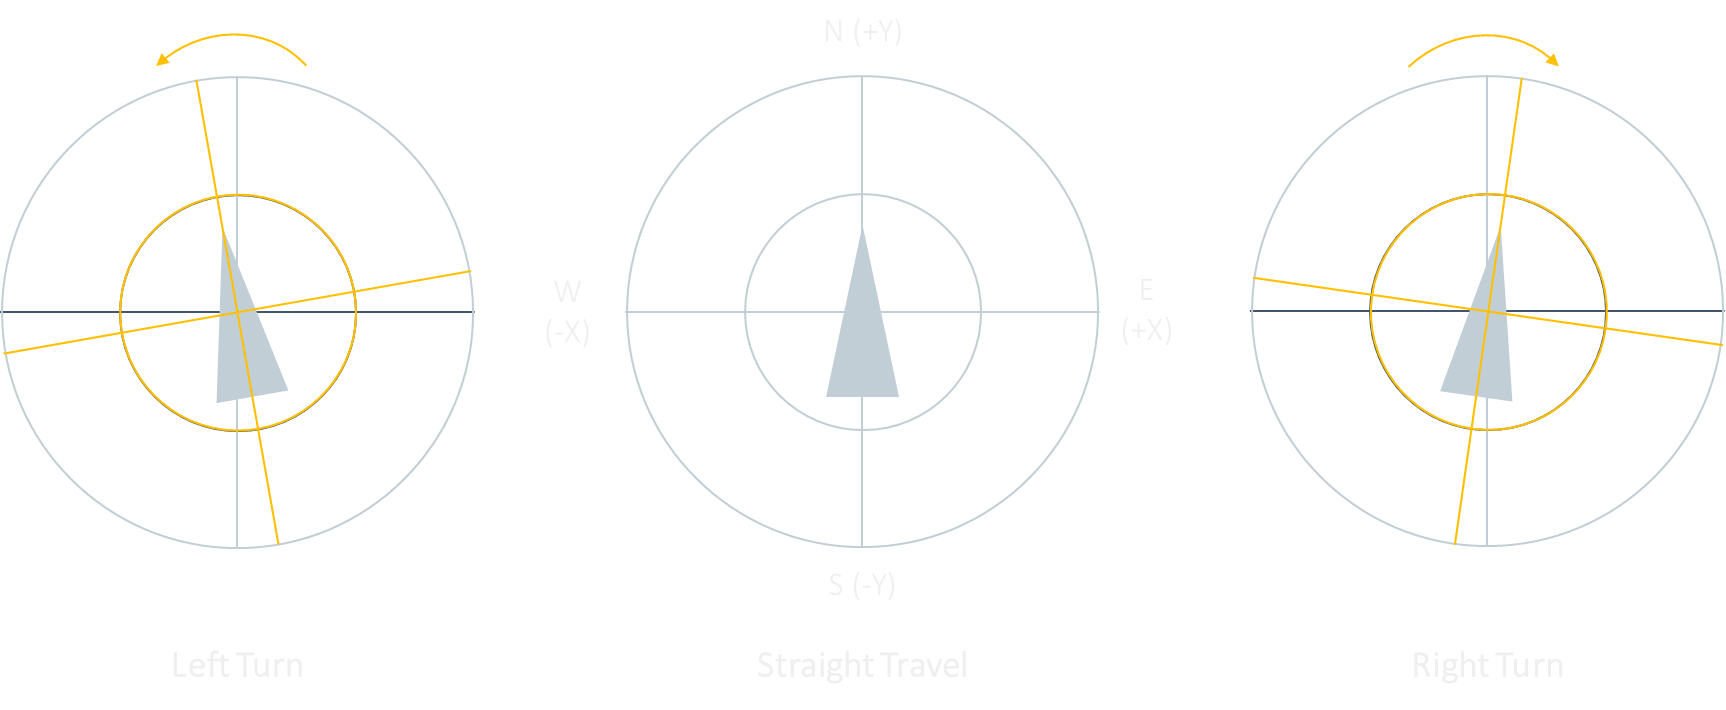 N (+Y)
W
(-X)
E
(+X)
S (-Y)
Left Turn
Straight Travel
Right Turn